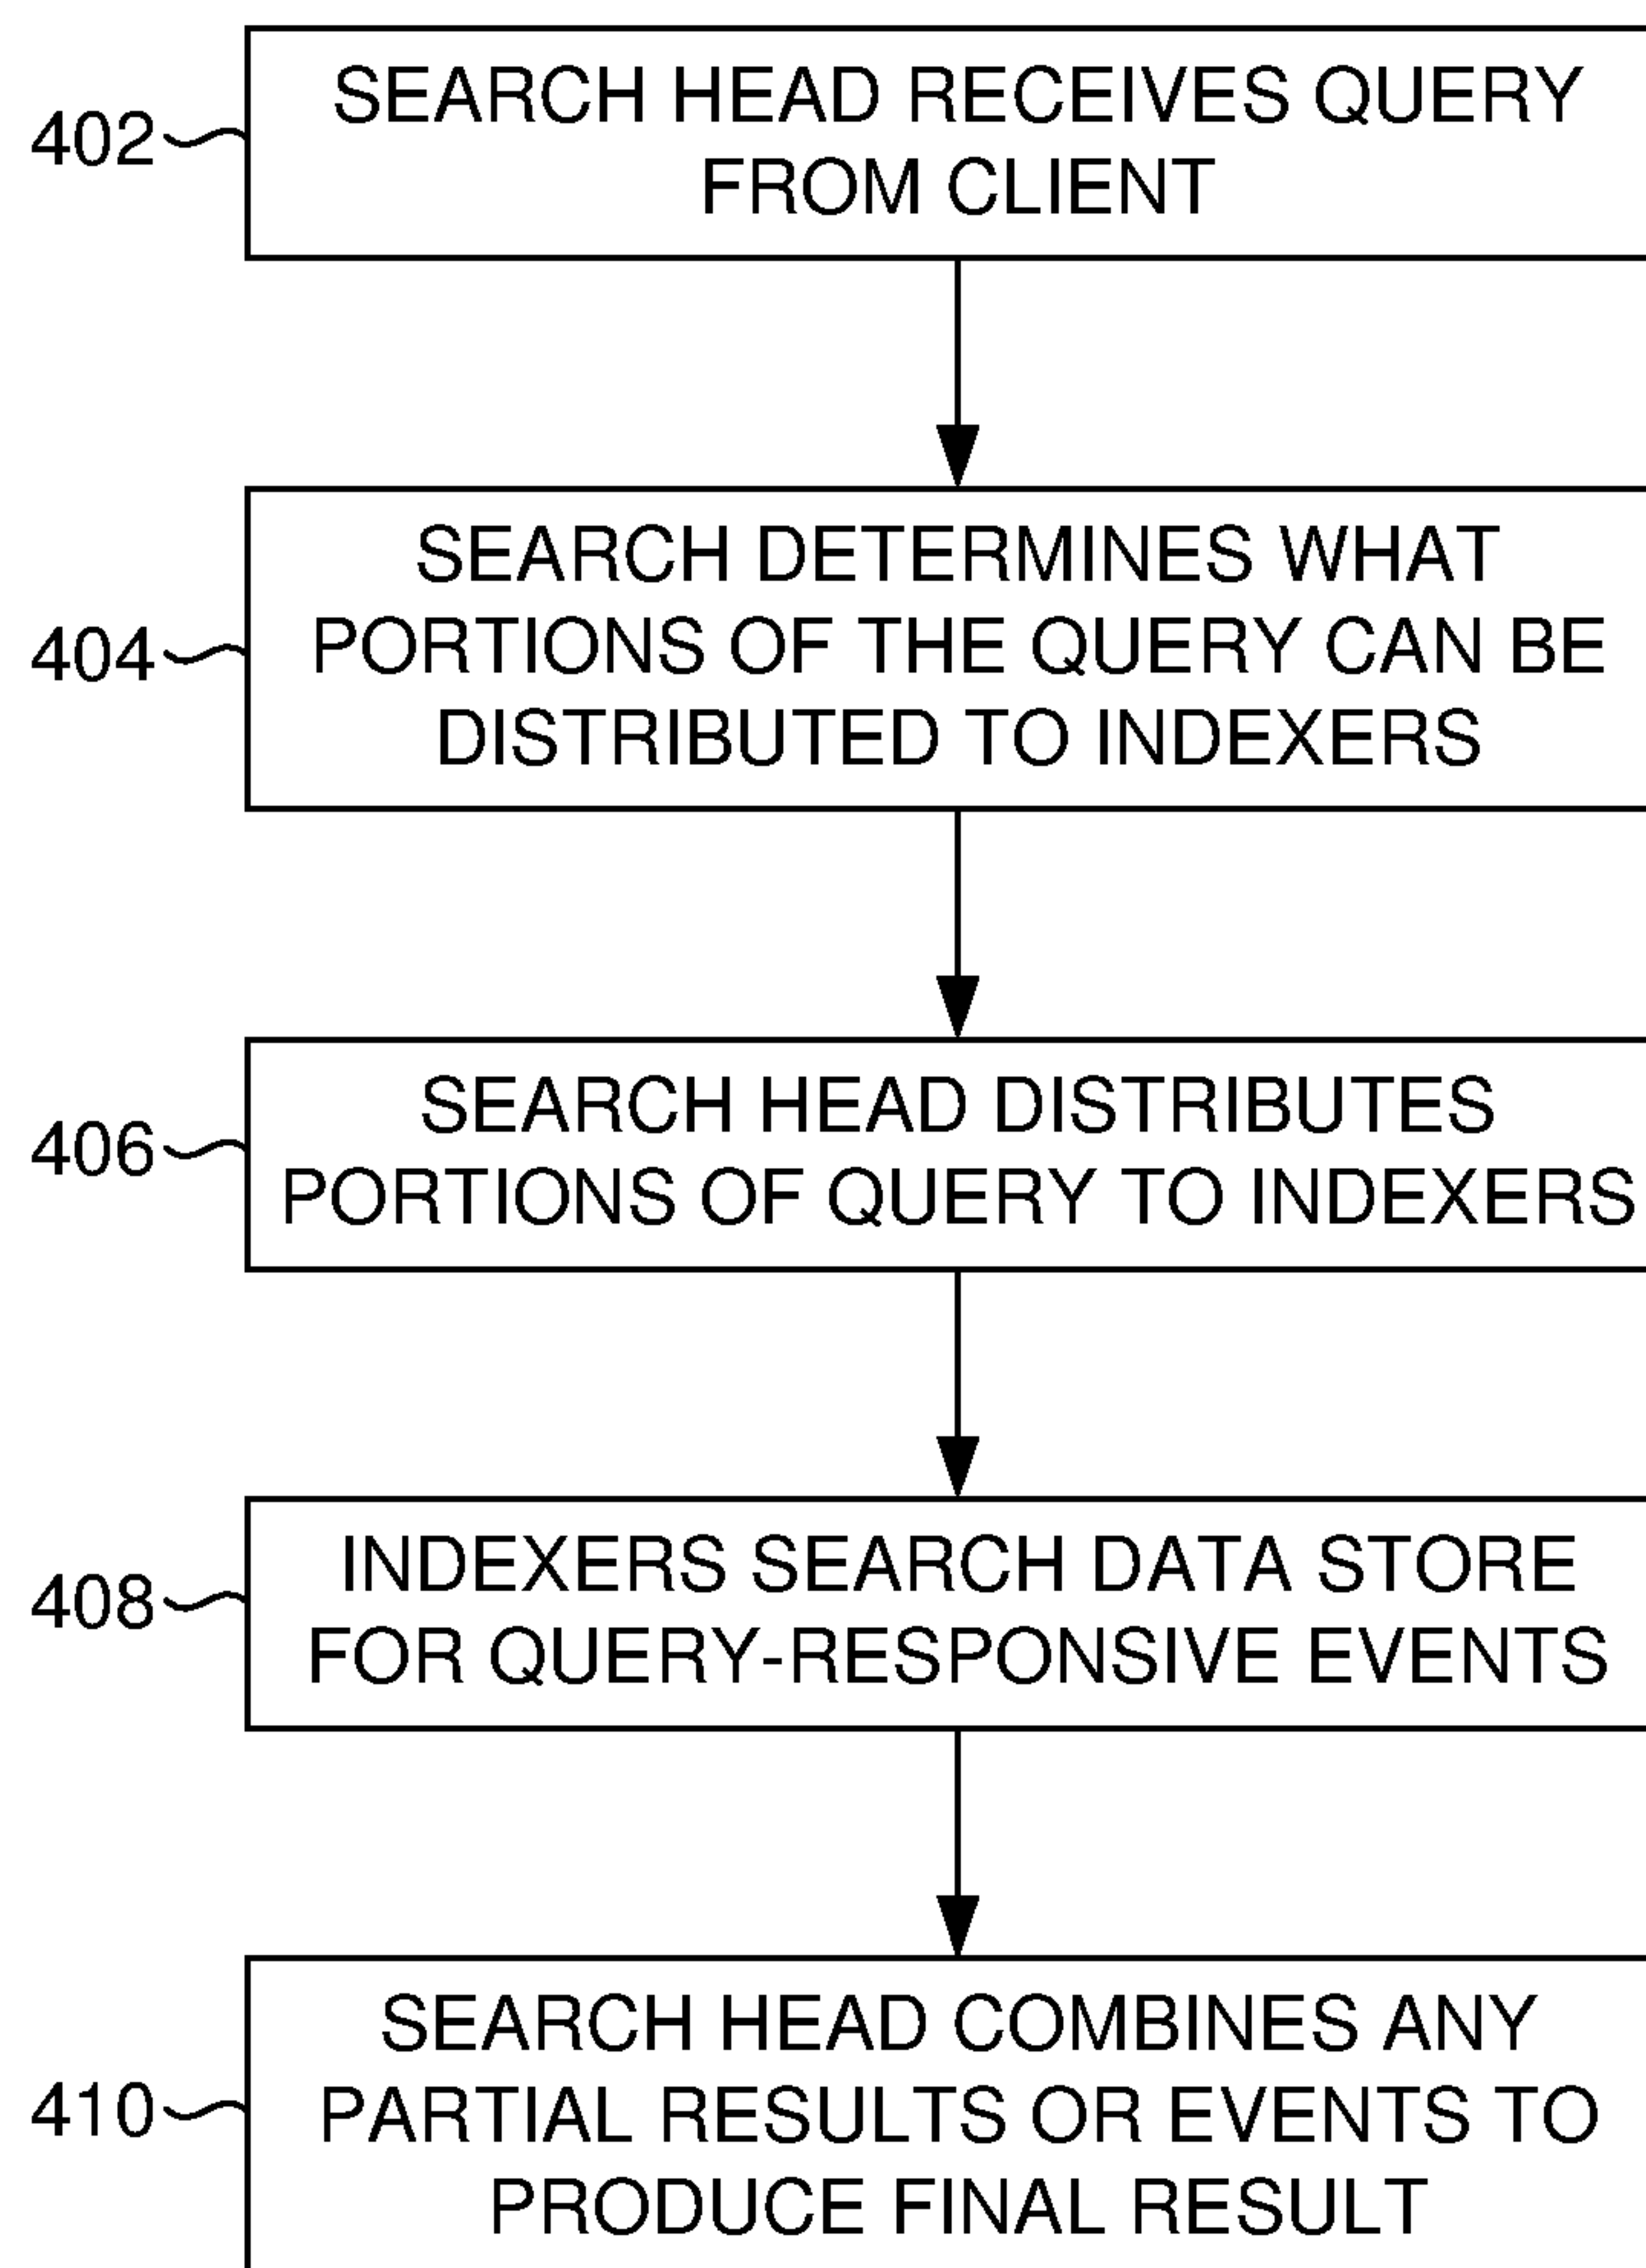 402
SEARCH HEAD RECEIVES QUERY
FROM CLIENT
404
SEARCH DETERMINES WHAT
PORTIONS OF THE QUERY CAN BE
DISTRIBUTED TO INDEXERS
406
SEARCH HEAD DISTRIBUTES
PORTIONS OF QUERY TO INDEXERS
408
INDEXERS SEARCH DATA STORE
FOR QUERY-RESPONSIVE EVENTS
410
SEARCH HEAD COMBINES ANY
PARTIAL RESULTS OR EVENTS TO
PRODUCE FINAL RESULT